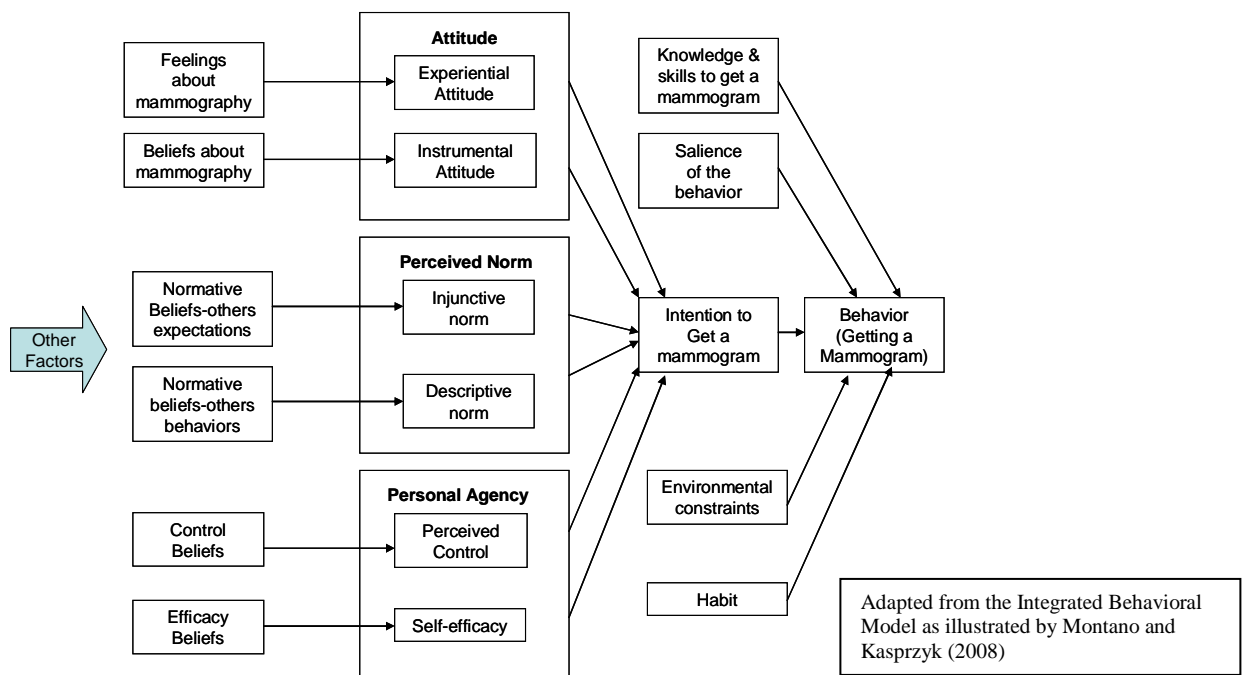 Other
Factors
Feelings
about
mammography
Beliefs about
mammography
Normative
Beliefs-others
expectations
Normative
beliefs-others
behaviors
Control
Beliefs
Efficacy
Beliefs
Attitude
Experiential
Attitude
Instrumental
Attitude
Perceived Norm
Injunctive
norm
Descriptive
norm
Personal Agency
Perceived
Control
Self-efficacy
Knowledge &
skills to get a
mammogram
Salience
of the
behavior
Intention to
Get a
mammogram
Behavior
(Getting a
Mammogram)
Environmental
constraints
Habit
Adapted from the Integrated Behavioral
Model as illustrated by Montano and
Kasprzyk (2008)